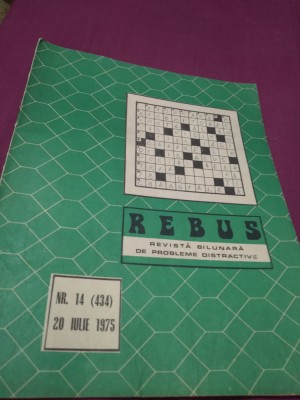 REBUS
REVISTĂ BILUNARĂ
DE PROBLEME DISTRACTIVE
NR. 14 (434)
20 IULIE 1975